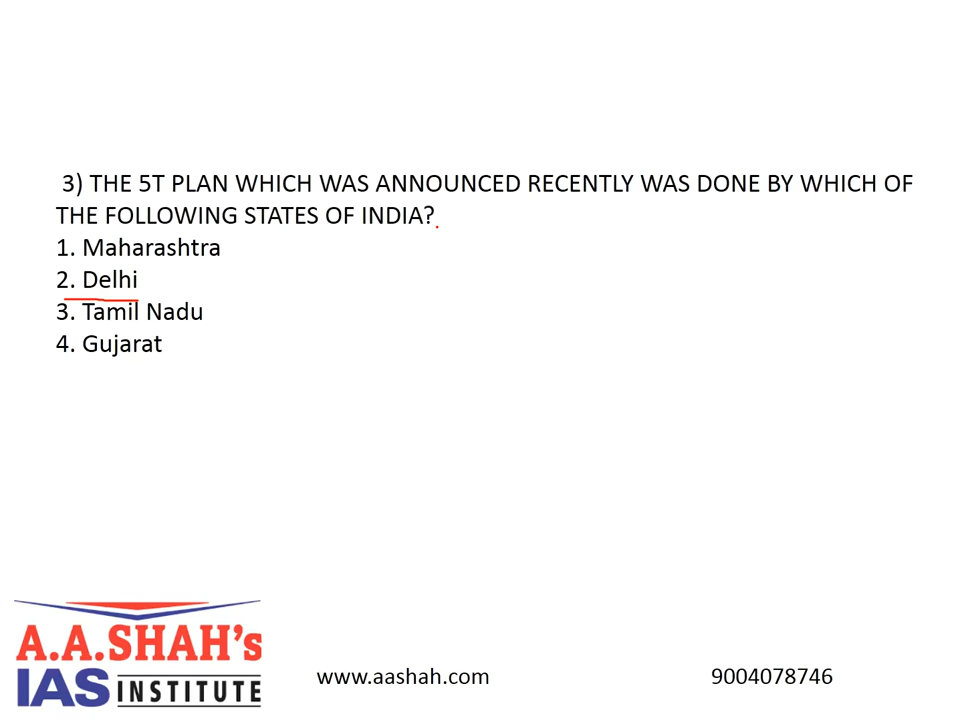 3) THE 5T PLAN WHICH WAS ANNOUNCED RECENTLY WAS DONE BY WHICH OF
THE FOLLOWING STATES OF INDIA?
1. Maharashtra
2. Delhi
3. Tamil Nadu
4. Gujarat
A.A.SHAH's
IAS INSTITUTE
www.aashah.com
9004078746